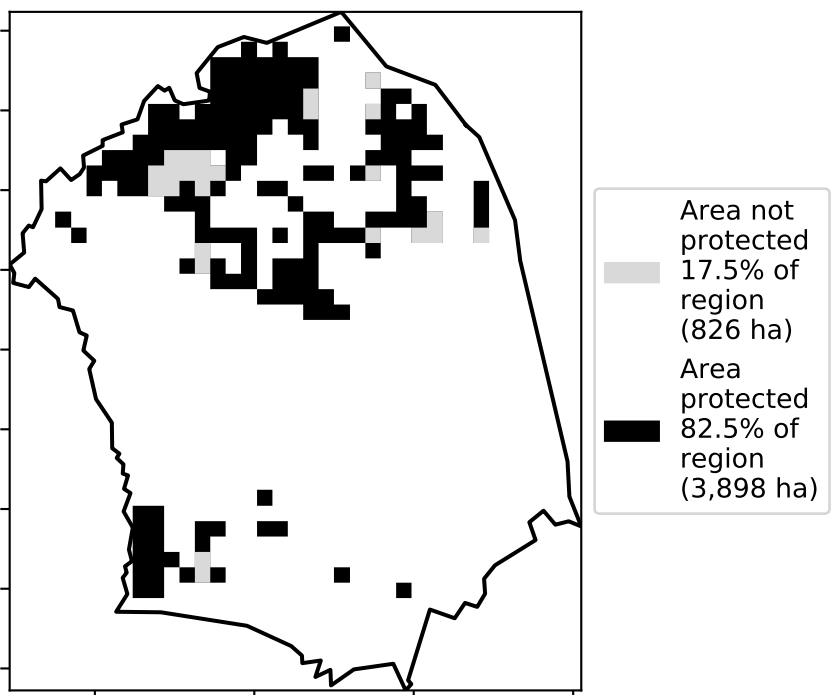 Area not
protected
17.5% of
region
(826 ha)
Area
protected
82.5% of
region
(3,898 ha)